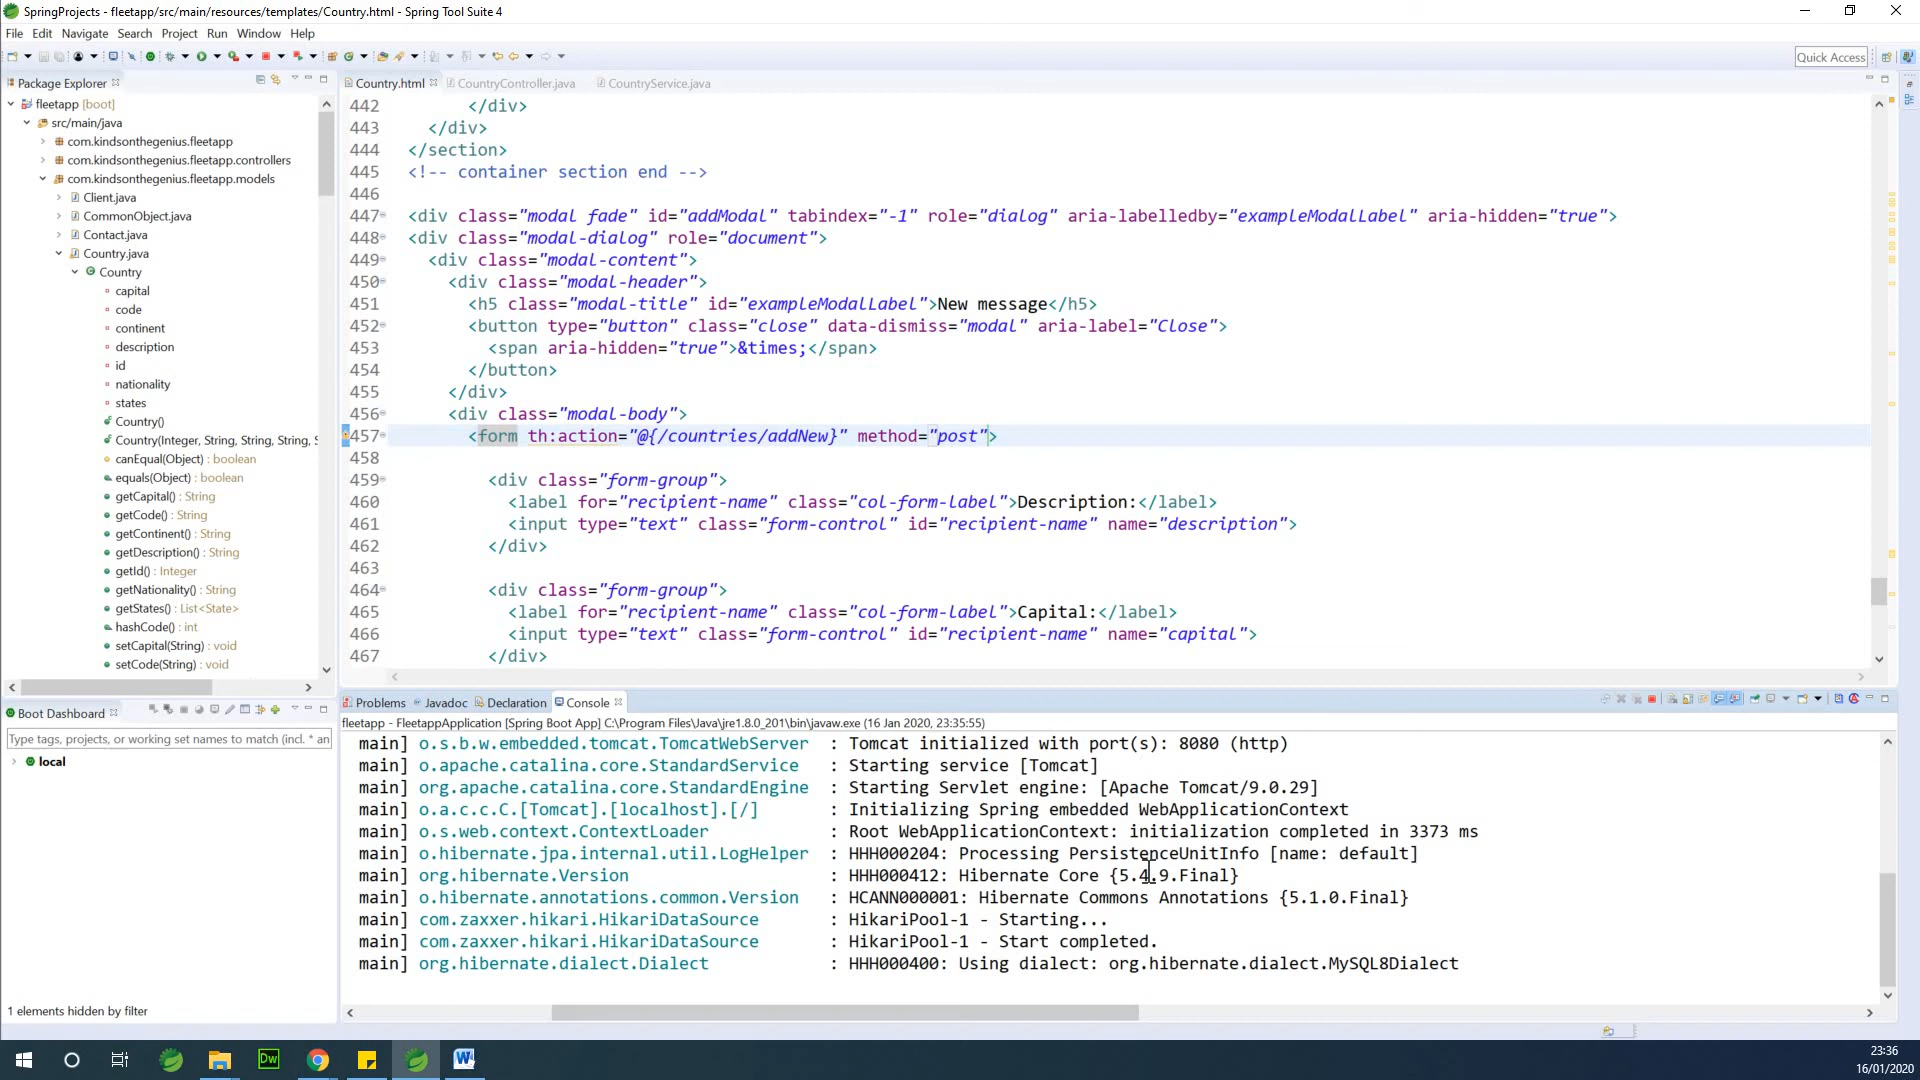 SpringProjects - fleetapp/src/main/resources/templates/Country.html - Spring Tool Suite 4
File Edit Navigate Search Project Run Window Help
Quick Access
Package Explorer
fleetapp [boot]
src/main/java
com.kindsonthegenius.fleetapp
com.kindsonthegenius.fleetapp.controllers
com.kindsonthegenius.fleetapp.models
Client.java
CommonObject.java
Contact.java
Country.java
Country
capital
code
continent
description
id
nationality
states
Country()
Country(Integer, String, String, String, S
canEqual(Object) : boolean
equals(Object) : boolean
getCapital() : String
getCode() : String
getContinent() : String
getDescription() : String
getId() : Integer
getNationality() : String
getStates() : List<State>
hashCode() : int
setCapital(String) : void
setCode(String) : void
Boot Dashboard
Type tags, projects, or working set names to match (incl. * an
local
1 elements hidden by filter
Country.html CountryController.java CountryService.java
442 </div>
443 </div>
444 </section>
445 <!-- container section end -->
446
447 <div class="modal fade" id="addModal" tabindex="-1" role="dialog" aria-labelledby="exampleModalLabel" aria-hidden="true">
448 <div class="modal-dialog" role="document">
449 <div class="modal-content">
450 <div class="modal-header">
451 <h5 class="modal-title" id="exampleModalLabel">New message</h5>
452 <button type="button" class="close" data-dismiss="modal" aria-label="Close">
453 <span aria-hidden="true">&times;</span>
454 </button>
455 </div>
456 <div class="modal-body">
457 <form th:action="@{/countries/addNew}" method="post">
458
459 <div class="form-group">
460 <label for="recipient-name" class="col-form-label">Description:</label>
461 <input type="text" class="form-control" id="recipient-name" name="description">
462 </div>
463
464 <div class="form-group">
465 <label for="recipient-name" class="col-form-label">Capital:</label>
466 <input type="text" class="form-control" id="recipient-name" name="capital">
467 </div>
Problems Javadoc Declaration Console
fleetapp - FleetappApplication [Spring Boot App] C:\Program Files\Java\jre1.8.0_201\bin\javaw.exe (16 Jan 2020, 23:35:55)
main] o.s.b.w.embedded.tomcat.TomcatWebServer : Tomcat initialized with port(s): 8080 (http)
main] o.apache.catalina.core.StandardService : Starting service [Tomcat]
main] org.apache.catalina.core.StandardEngine : Starting Servlet engine: [Apache Tomcat/9.0.29]
main] o.a.c.c.C.[Tomcat].[localhost].[/] : Initializing Spring embedded WebApplicationContext
main] o.s.web.context.ContextLoader : Root WebApplicationContext: initialization completed in 3373 ms
main] o.hibernate.jpa.internal.util.LogHelper : HHH000204: Processing PersistenceUnitInfo [name: default]
main] org.hibernate.Version : HHH000412: Hibernate Core {5.4.9.Final}
main] o.hibernate.annotations.common.Version : HCANN000001: Hibernate Commons Annotations {5.1.0.Final}
main] com.zaxxer.hikari.HikariDataSource : HikariPool-1 - Starting...
main] com.zaxxer.hikari.HikariDataSource : HikariPool-1 - Start completed.
main] org.hibernate.dialect.Dialect : HHH000400: Using dialect: org.hibernate.dialect.MySQL8Dialect
Dw
W
23:36
16/01/2020